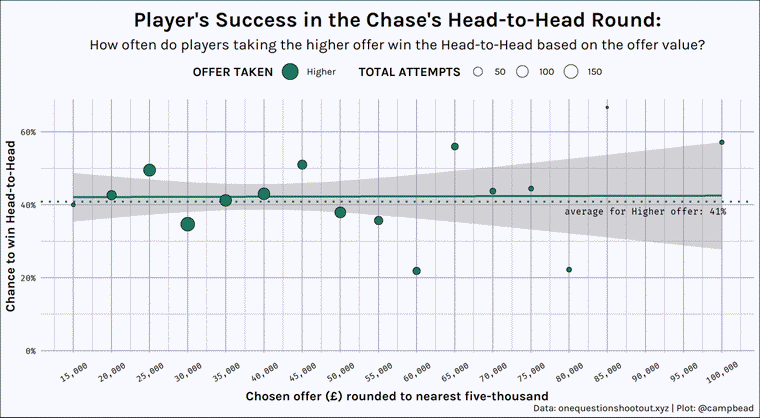 Player's Success in the Chase's Head-to-Head Round:
How often do players taking the higher offer win the Head-to-Head based on the offer value?
OFFER TAKEN Higher TOTAL ATTEMPTS 50 100 150
Chance to win Head-to-Head
60%
40%
20%
0%
average for Higher offer: 41%
15,000 20,000 25,000 30,000 35,000 40,000 45,000 50,000 55,000 60,000 65,000 70,000 75,000 80,000 85,000 90,000 95,000 100,000
Chosen offer (£) rounded to nearest five-thousand
Data: onequestionshootout.xyz | Plot: @campbead